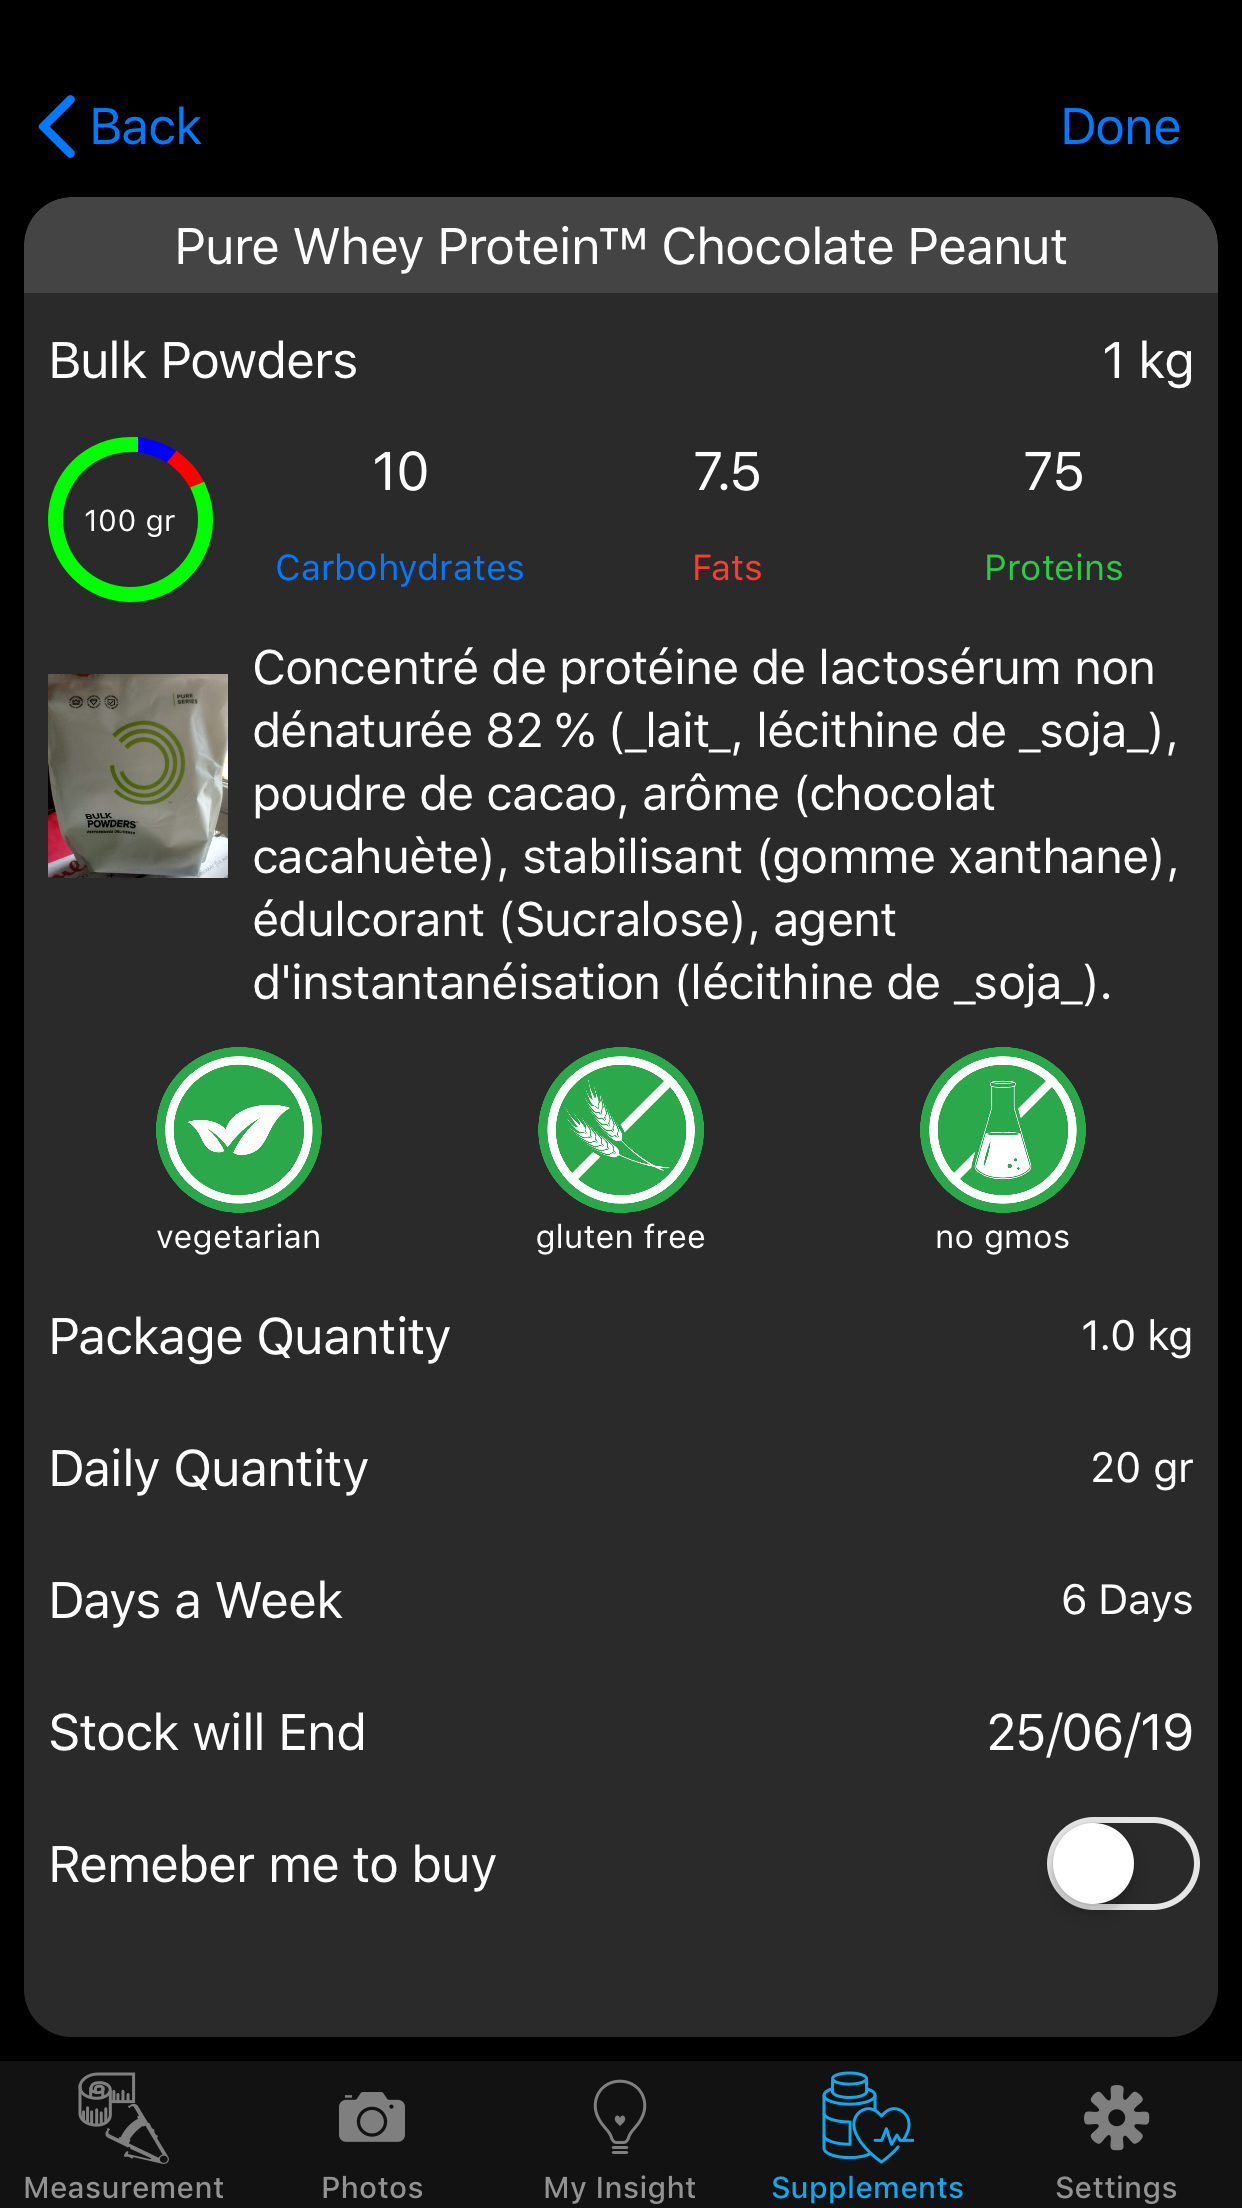 Back
Done
Pure Whey Protein™ Chocolate Peanut
Bulk Powders
1 kg
100 gr
10
7.5
75
Carbohydrates
Fats
Proteins
PURE
SERIES
BULK
POWDERS
Concentré de protéine de lactosérum non
dénaturée 82 % (_lait_, lécithine de _soja_),
poudre de cacao, arôme (chocolat
cacahuète), stabilisant (gomme xanthane),
édulcorant (Sucralose), agent
d'instantanéisation (lécithine de _soja_).
vegetarian
gluten free
no gmos
Package Quantity
1.0 kg
Daily Quantity
20 gr
Days a Week
6 Days
Stock will End
25/06/19
Remeber me to buy
Measurement
Photos
My Insight
Supplements
Settings